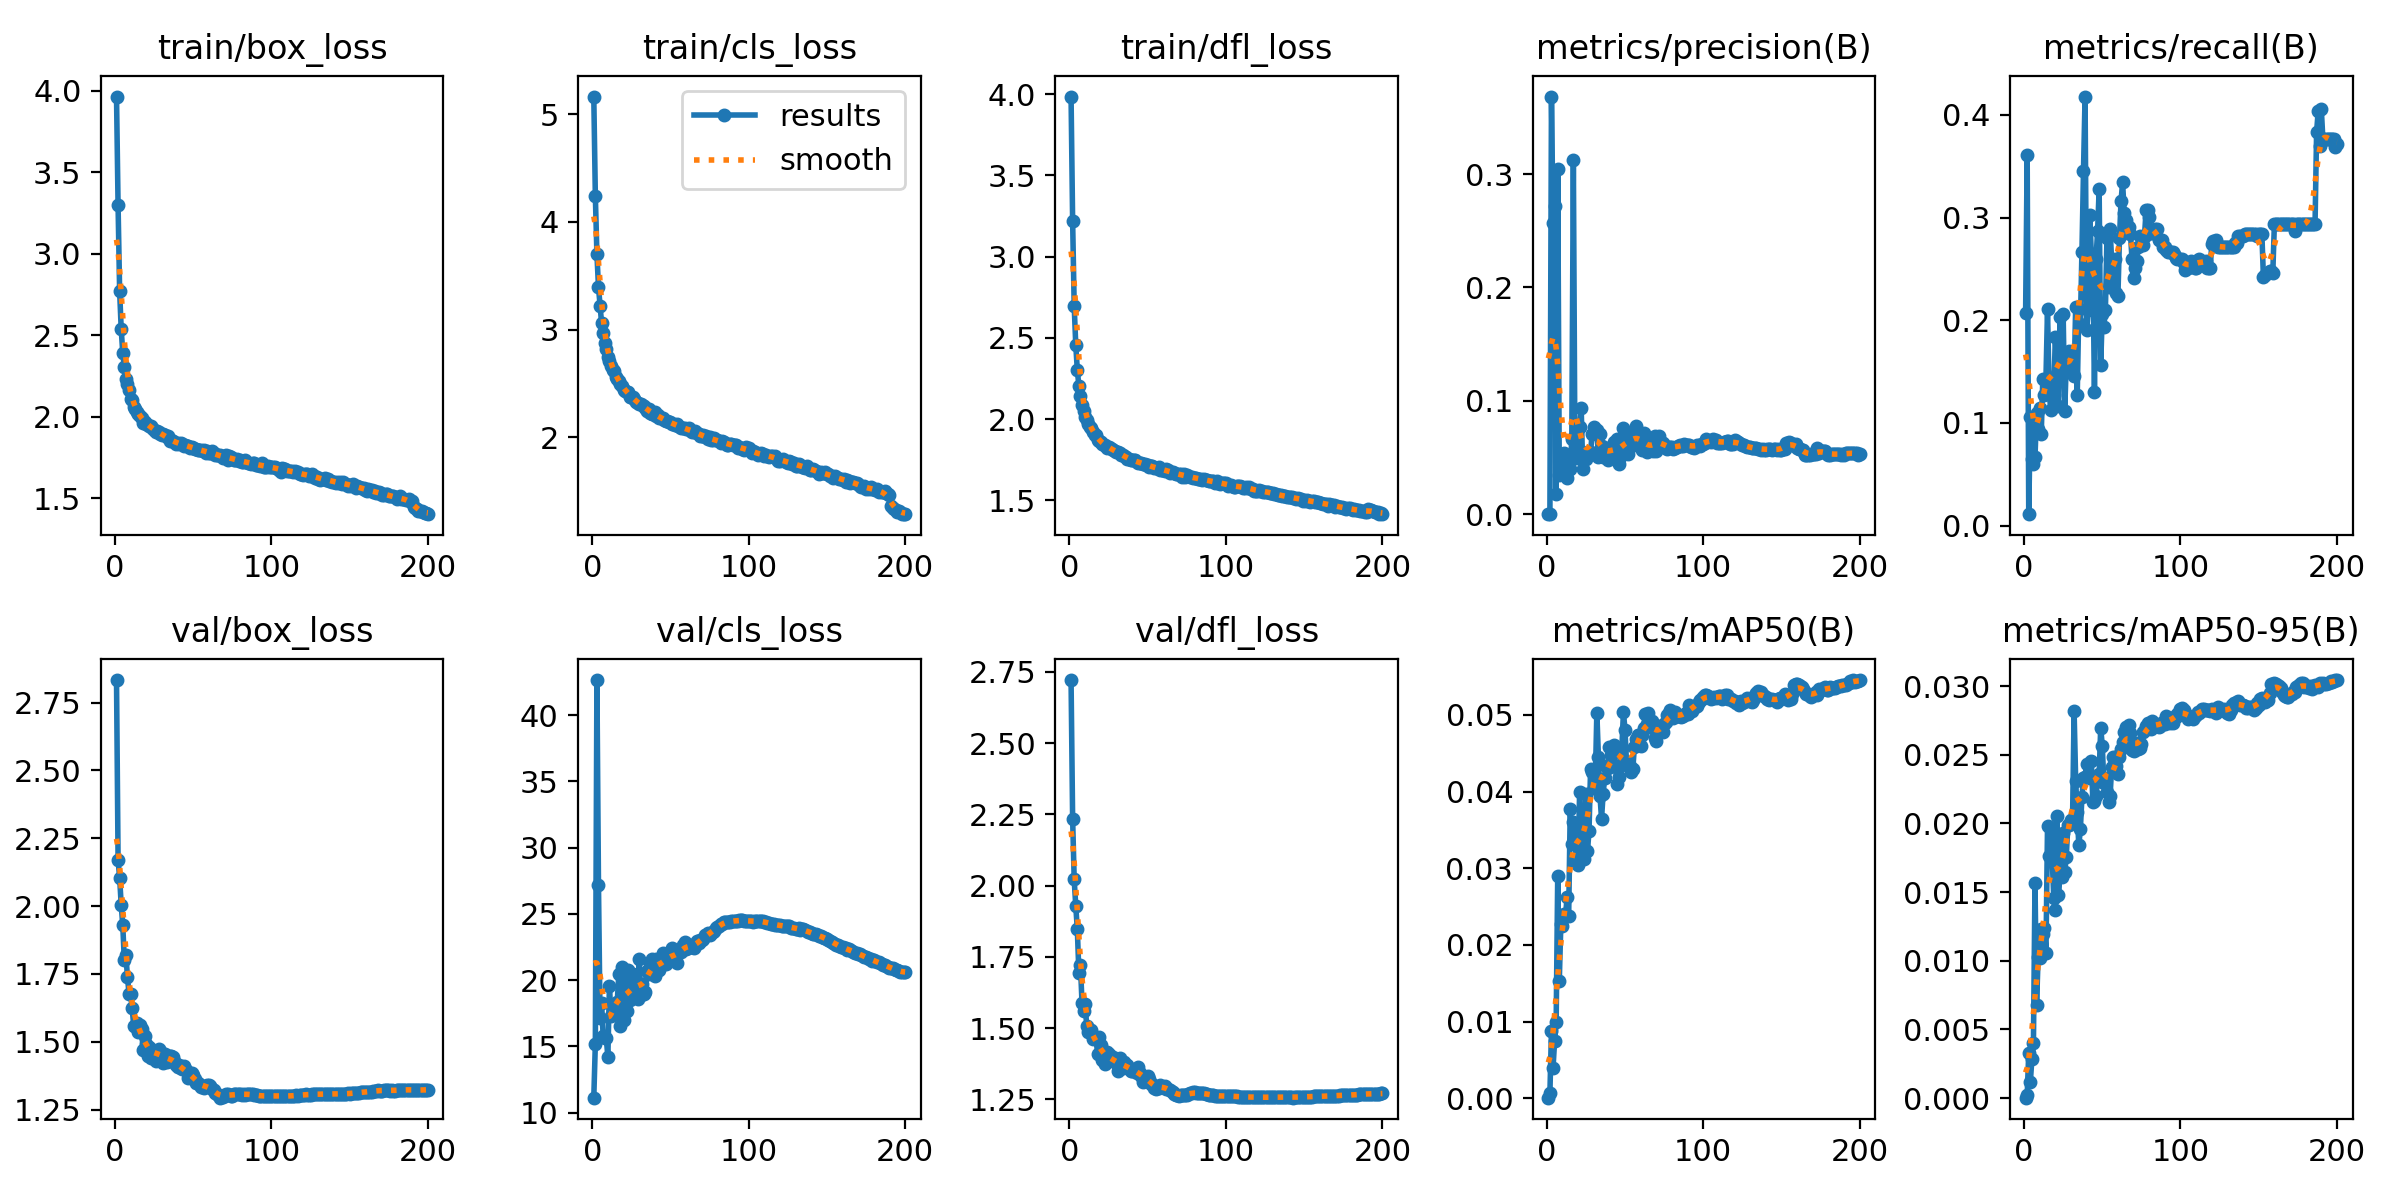 train/box_loss
4.0
3.5
3.0
2.5
2.0
1.5
0 100 200
train/cls_loss
results
smooth
5
4
3
2
0 100 200
train/dfl_loss
4.0
3.5
3.0
2.5
2.0
1.5
0 100 200
metrics/precision(B)
0.3
0.2
0.1
0.0
0 100 200
metrics/recall(B)
0.4
0.3
0.2
0.1
0.0
0 100 200
val/box_loss
2.75
2.50
2.25
2.00
1.75
1.50
1.25
0 100 200
val/cls_loss
40
35
30
25
20
15
10
0 100 200
val/dfl_loss
2.75
2.50
2.25
2.00
1.75
1.50
1.25
0 100 200
metrics/mAP50(B)
0.05
0.04
0.03
0.02
0.01
0.00
0 100 200
metrics/mAP50-95(B)
0.030
0.025
0.020
0.015
0.010
0.005
0.000
0 100 200